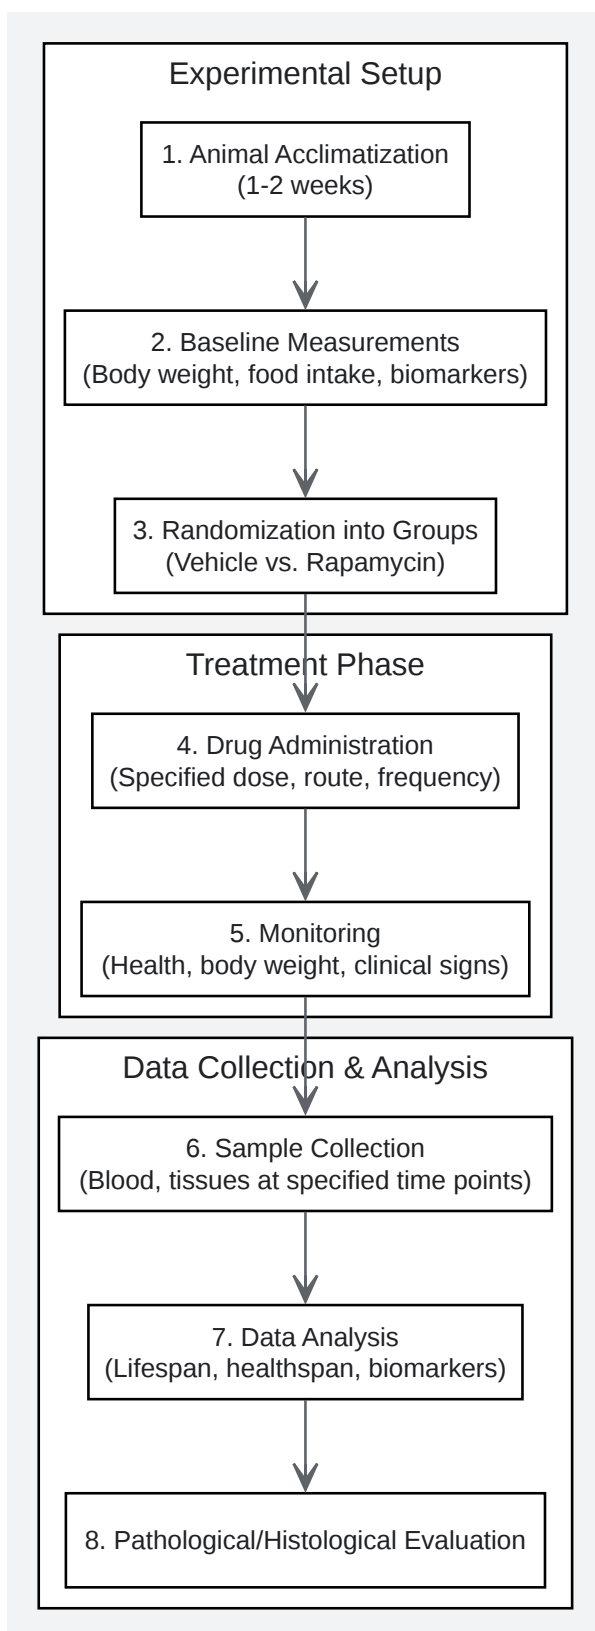 Experimental Setup
1. Animal Acclimatization
(1-2 weeks)
2. Baseline Measurements
(Body weight, food intake, biomarkers)
3. Randomization into Groups
(Vehicle vs. Rapamycin)
Treatment Phase
4. Drug Administration
(Specified dose, route, frequency)
5. Monitoring
(Health, body weight, clinical signs)
Data Collection & Analysis
6. Sample Collection
(Blood, tissues at specified time points)
7. Data Analysis
(Lifespan, healthspan, biomarkers)
8. Pathological/Histological Evaluation